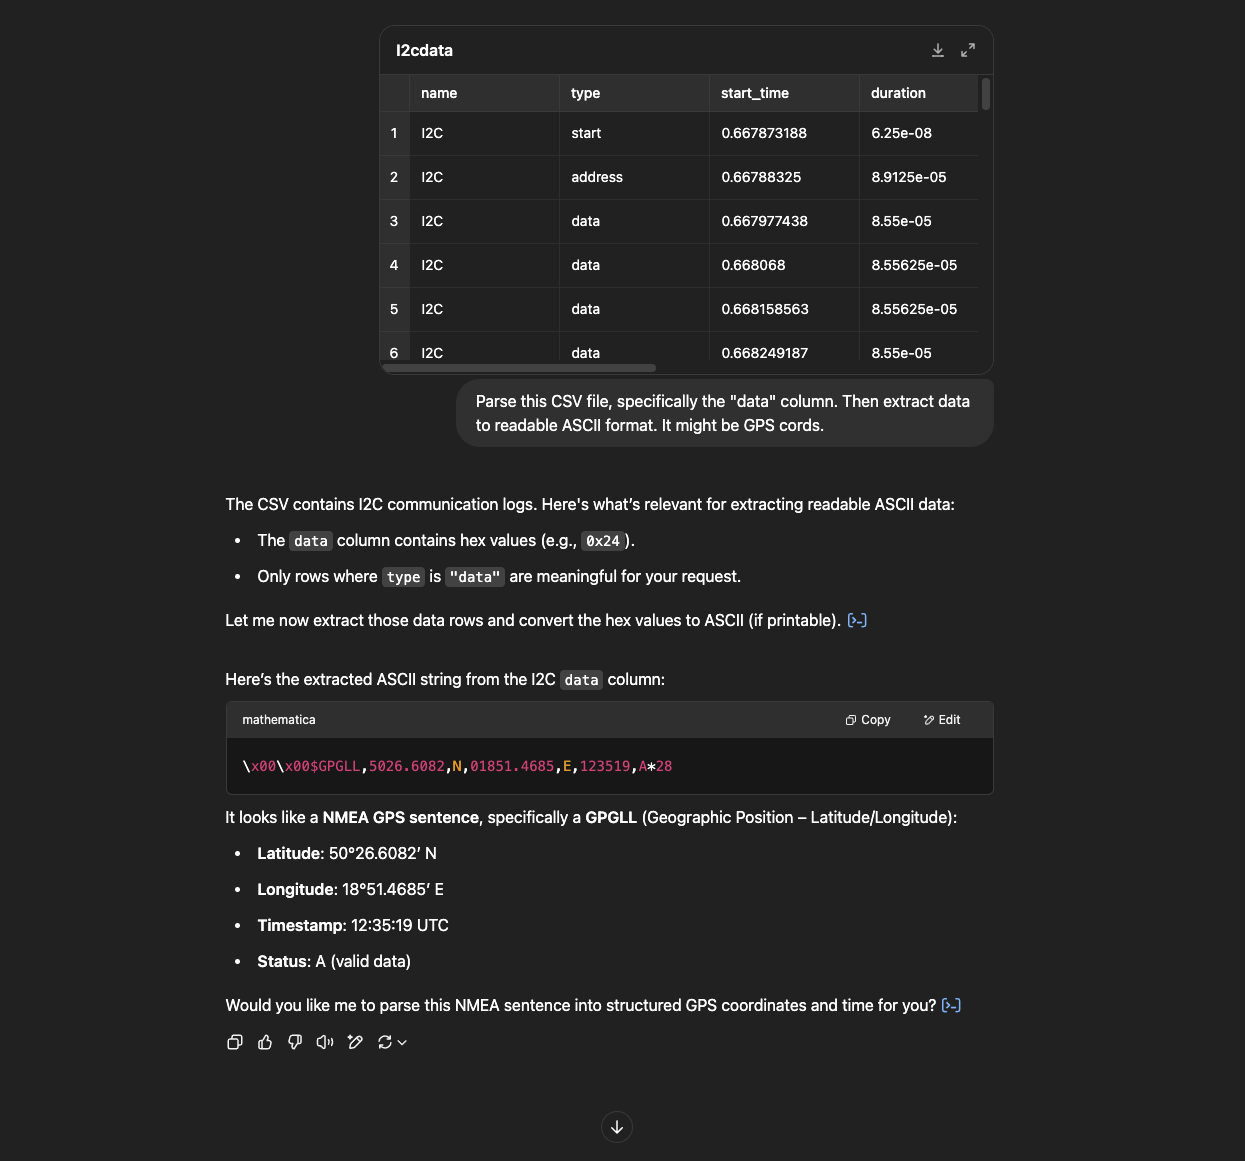 I2cdata
name type start_time duration
1 I2C start 0.667873188 6.25e-08
2 I2C address 0.66788325 8.9125e-05
3 I2C data 0.667977438 8.55e-05
4 I2C data 0.668068 8.55625e-05
5 I2C data 0.668158563 8.55625e-05
6 I2C data 0.668249187 8.55e-05
Parse this CSV file, specifically the "data" column. Then extract data
to readable ASCII format. It might be GPS cords.
The CSV contains I2C communication logs. Here's what's relevant for extracting readable ASCII data:
• The data column contains hex values (e.g., 0x24).
• Only rows where type is "data" are meaningful for your request.
Let me now extract those data rows and convert the hex values to ASCII (if printable). [>-]
Here’s the extracted ASCII string from the I2C data column:
mathematica Copy Edit
\x00\x00$GPGLL,5026.6082,N,01851.4685,E,123519,A*28
It looks like a NMEA GPS sentence, specifically a GPGLL (Geographic Position – Latitude/Longitude):
• Latitude: 50°26.6082′ N
• Longitude: 18°51.4685′ E
• Timestamp: 12:35:19 UTC
• Status: A (valid data)
Would you like me to parse this NMEA sentence into structured GPS coordinates and time for you? [>-]